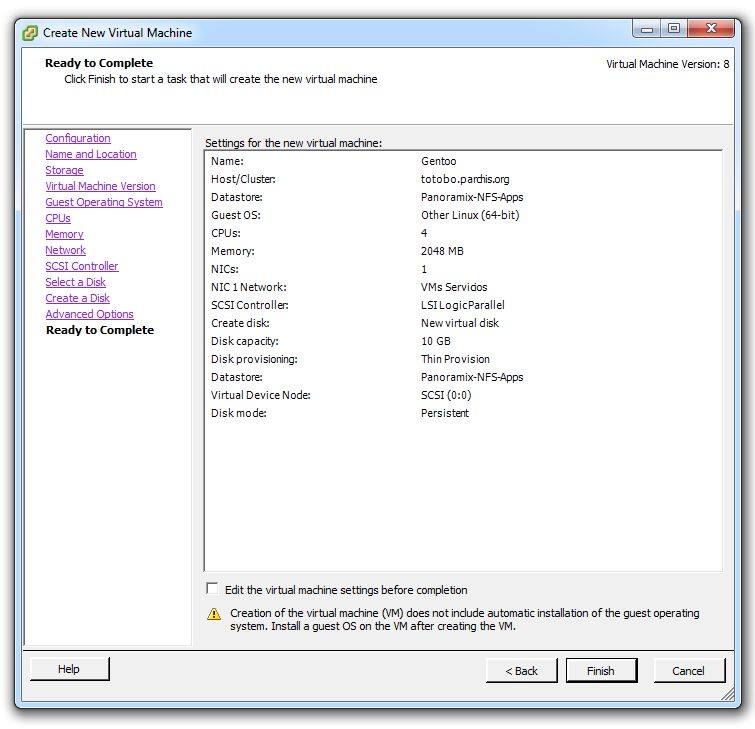 Create New Virtual Machine
Ready to Complete
Click Finish to start a task that will create the new virtual machine
Virtual Machine Version: 8
Configuration
Name and Location
Storage
Virtual Machine Version
Guest Operating System
CPUs
Memory
Network
SCSI Controller
Select a Disk
Create a Disk
Advanced Options
Ready to Complete
Settings for the new virtual machine:
Name: Gentoo
Host/Cluster: totobo.parchis.org
Datastore: Panoramix-NFS-Apps
Guest OS: Other Linux (64-bit)
CPUs: 4
Memory: 2048 MB
NICs: 1
NIC 1 Network: VMs Servicios
SCSI Controller: LSI Logic Parallel
Create disk: New virtual disk
Disk capacity: 10 GB
Disk provisioning: Thin Provision
Datastore: Panoramix-NFS-Apps
Virtual Device Node: SCSI (0:0)
Disk mode: Persistent
Edit the virtual machine settings before completion
Creation of the virtual machine (VM) does not include automatic installation of the guest operating
system. Install a guest OS on the VM after creating the VM.
Help
< Back
Finish
Cancel